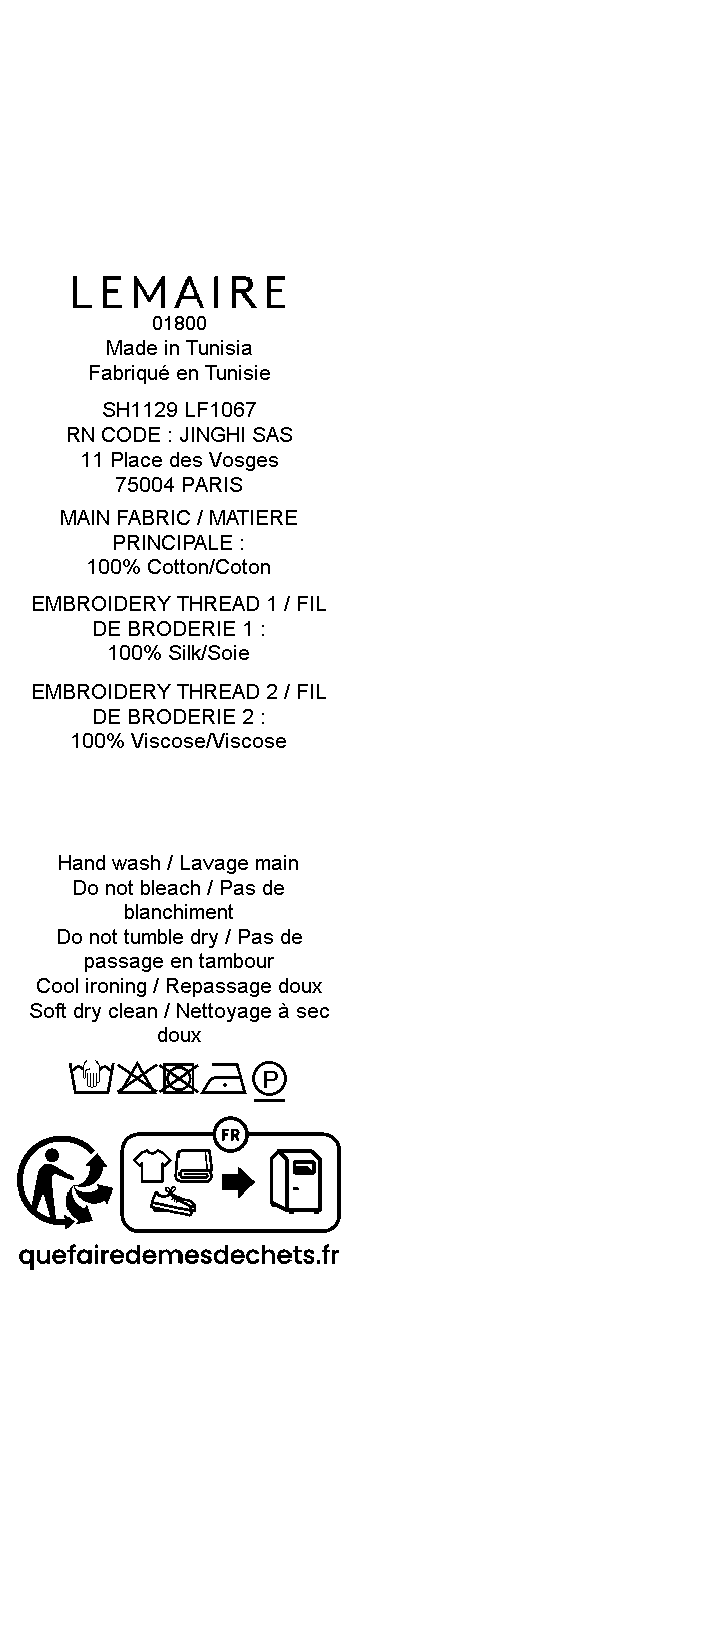 LEMAIRE
01800
Made in Tunisia
Fabriqué en Tunisie
SH1129 LF1067
RN CODE : JINGHI SAS
11 Place des Vosges
75004 PARIS
MAIN FABRIC / MATIERE
PRINCIPALE :
100% Cotton/Coton
EMBROIDERY THREAD 1 / FIL
DE BRODERIE 1 :
100% Silk/Soie
EMBROIDERY THREAD 2 / FIL
DE BRODERIE 2 :
100% Viscose/Viscose
Hand wash / Lavage main
Do not bleach / Pas de
blanchiment
Do not tumble dry / Pas de
passage en tambour
Cool ironing / Repassage doux
Soft dry clean / Nettoyage à sec
doux
P
FR
quefairedemesdechets.fr